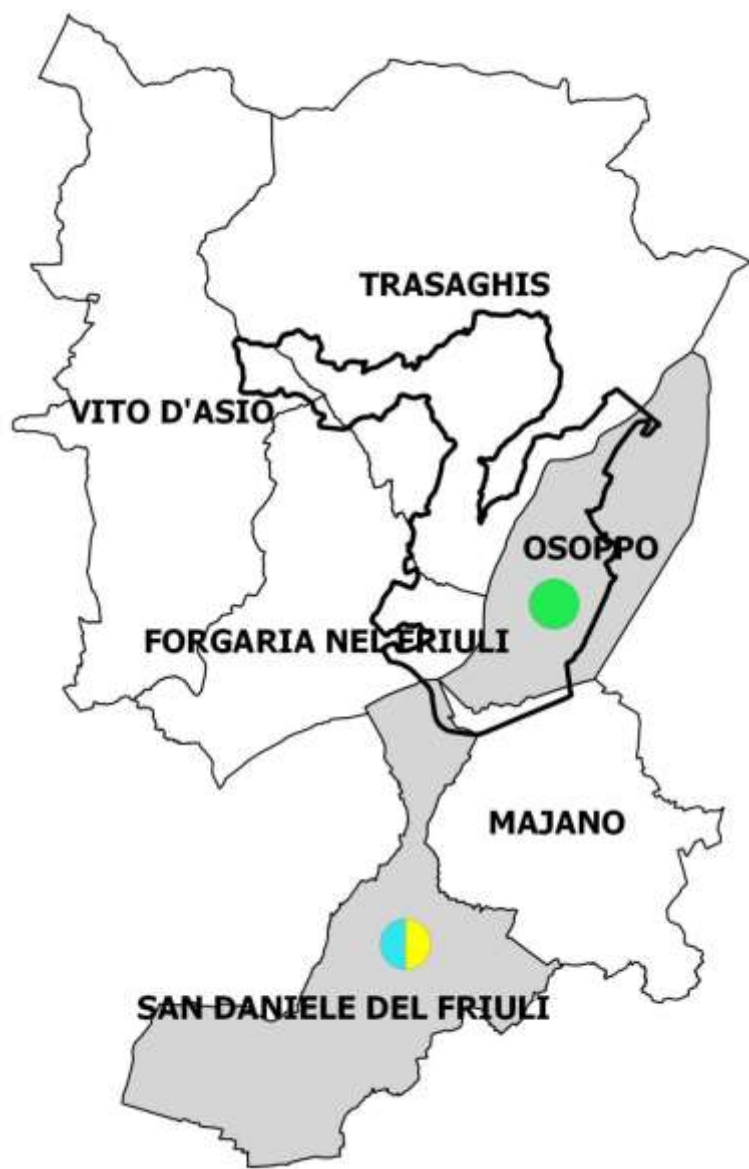 TRASAGHIS
VITO D'ASIO
OSOPPO
FORGARIA NEL FRIULI
MAJANO
SAN DANIELE DEL FRIULI